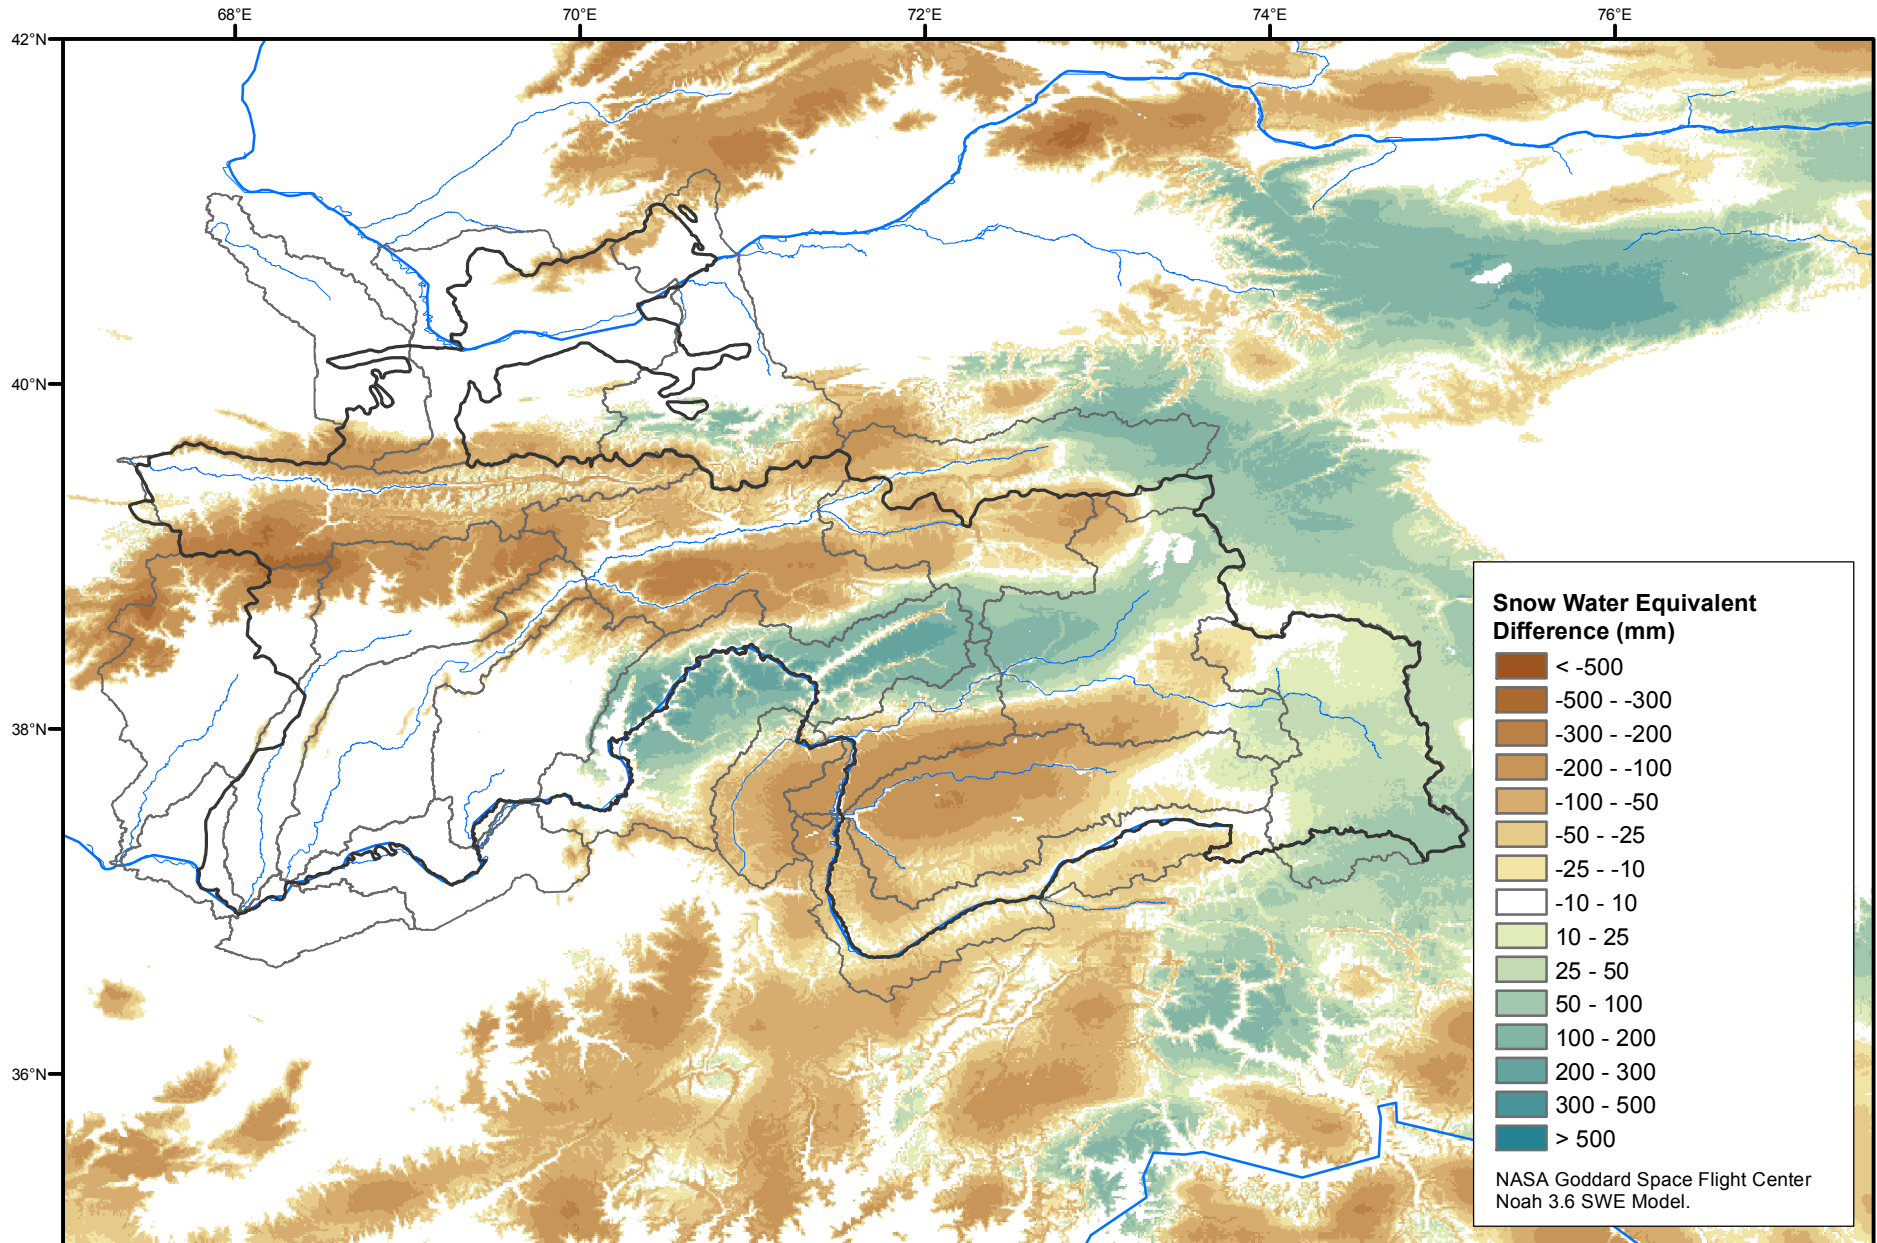 68°E
70°E
72°E
74°E
76°E
42°N
40°N
38°N
36°N
Snow Water Equivalent
Difference (mm)
< -500
-500 - -300
-300 - -200
-200 - -100
-100 - -50
-50 - -25
-25 - -10
-10 - 10
10 - 25
25 - 50
50 - 100
100 - 200
200 - 300
300 - 500
> 500
NASA Goddard Space Flight Center
Noah 3.6 SWE Model.